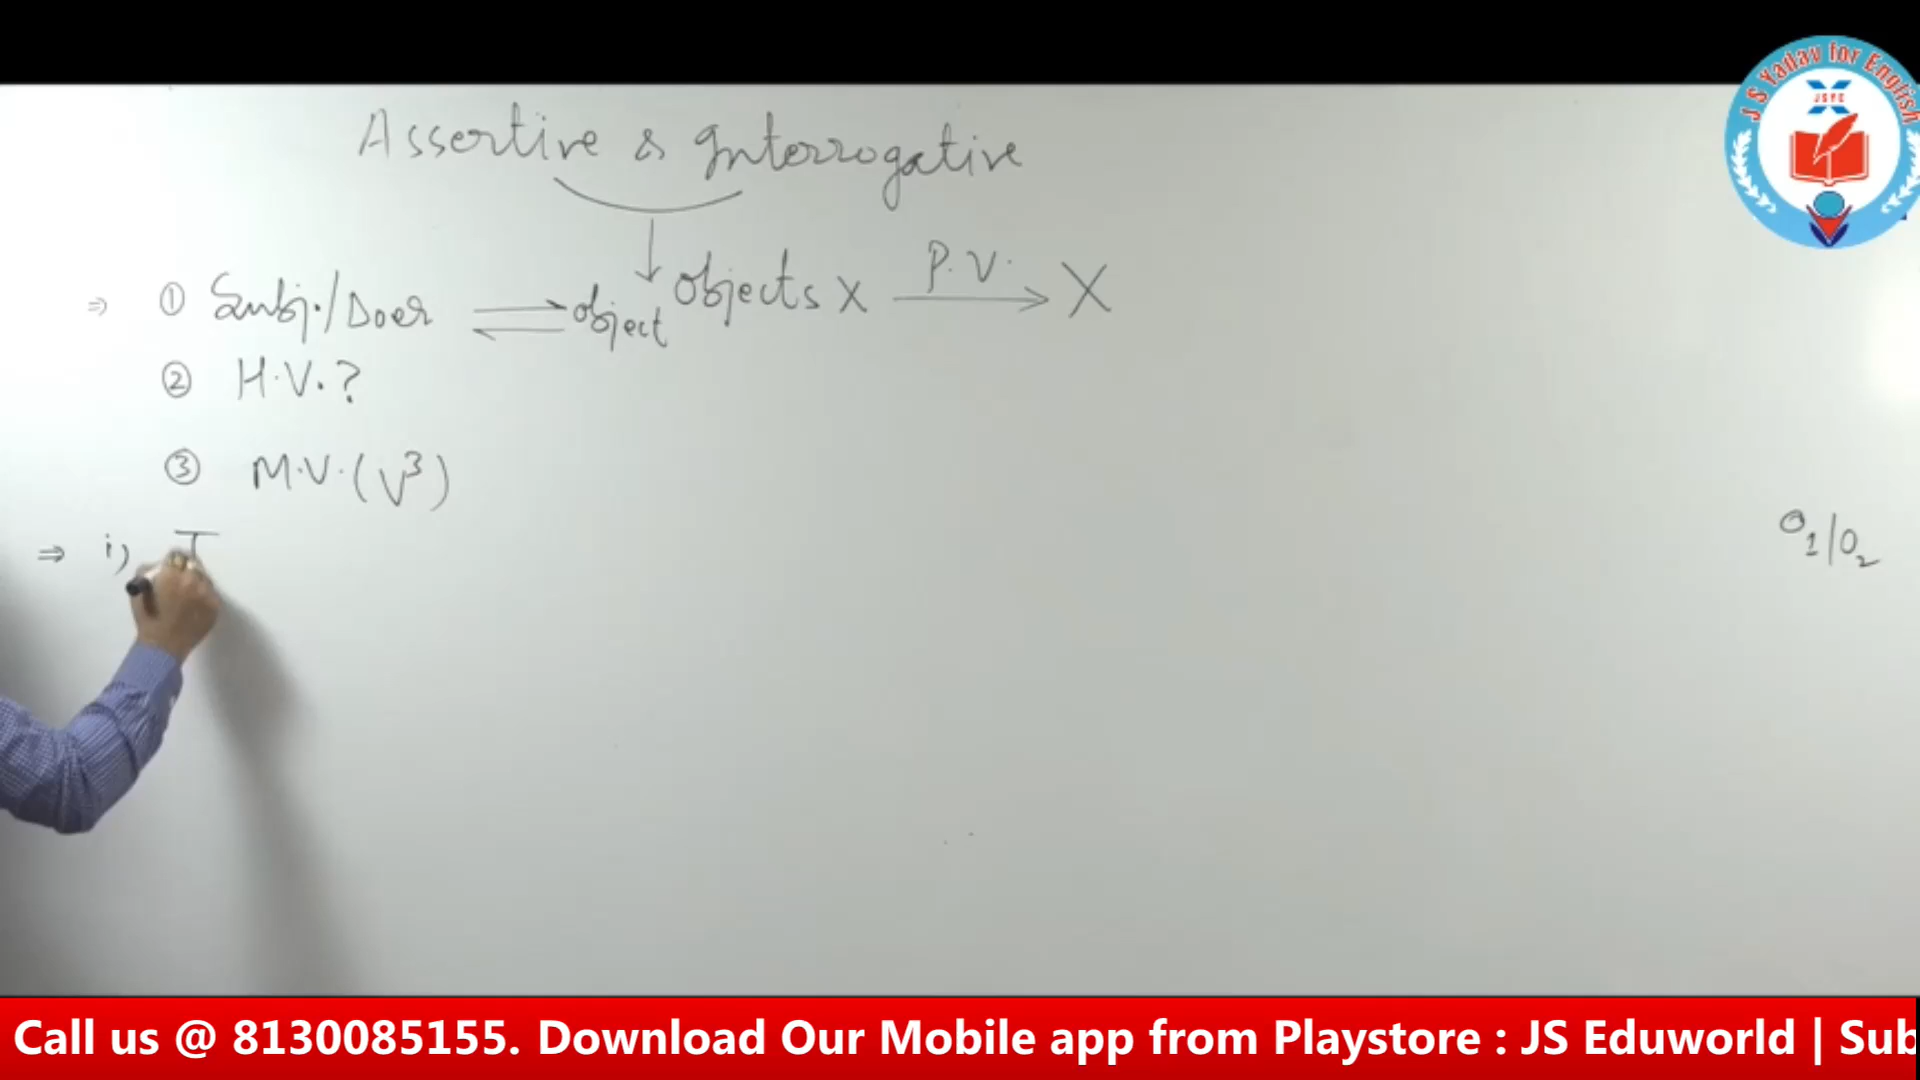 J S Yadav for English
JSYE
Assertive & Interrogative
⇒ ① Subj./Doer ⇌ object objects X P.V. → X
② H.V.?
③ M.V.(V³)
⇒ i) I
O₁/O₂
Call us @ 8130085155. Download Our Mobile app from Playstore : JS Eduworld | Sub